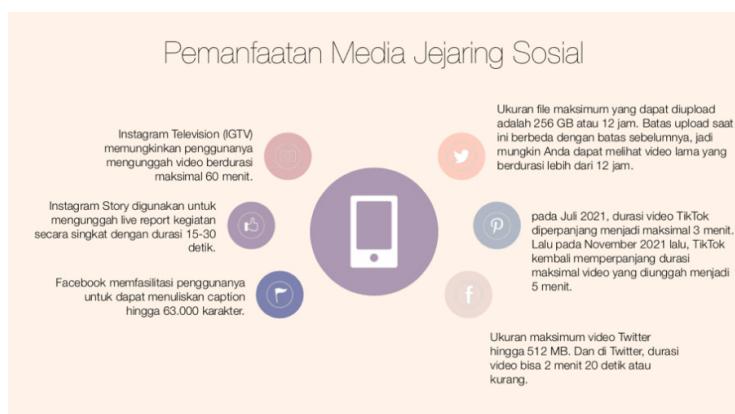 Pemanfaatan Media Jejaring Sosial
Instagram Television (IGTV)
memungkinkan penggunanya
mengunggah video berdurasi
maksimal 60 menit.
Instagram Story digunakan untuk
mengunggah live report kegiatan
secara singkat dengan durasi 15-30
detik.
Facebook memfasilitasi penggunanya
untuk dapat menuliskan caption
hingga 63.000 karakter.
Ukuran file maksimum yang dapat diupload
adalah 256 GB atau 12 jam. Batas upload saat
ini berbeda dengan batas sebelumnya, jadi
mungkin Anda dapat melihat video lama yang
berdurasi lebih dari 12 jam.
pada Juli 2021, durasi video TikTok
diperpanjang menjadi maksimal 3 menit.
Lalu pada November 2021 lalu, TikTok
kembali memperpanjang durasi
maksimal video yang diunggah menjadi
5 menit.
Ukuran maksimum video Twitter
hingga 512 MB. Dan di Twitter, durasi
video bisa 2 menit 20 detik atau
kurang.